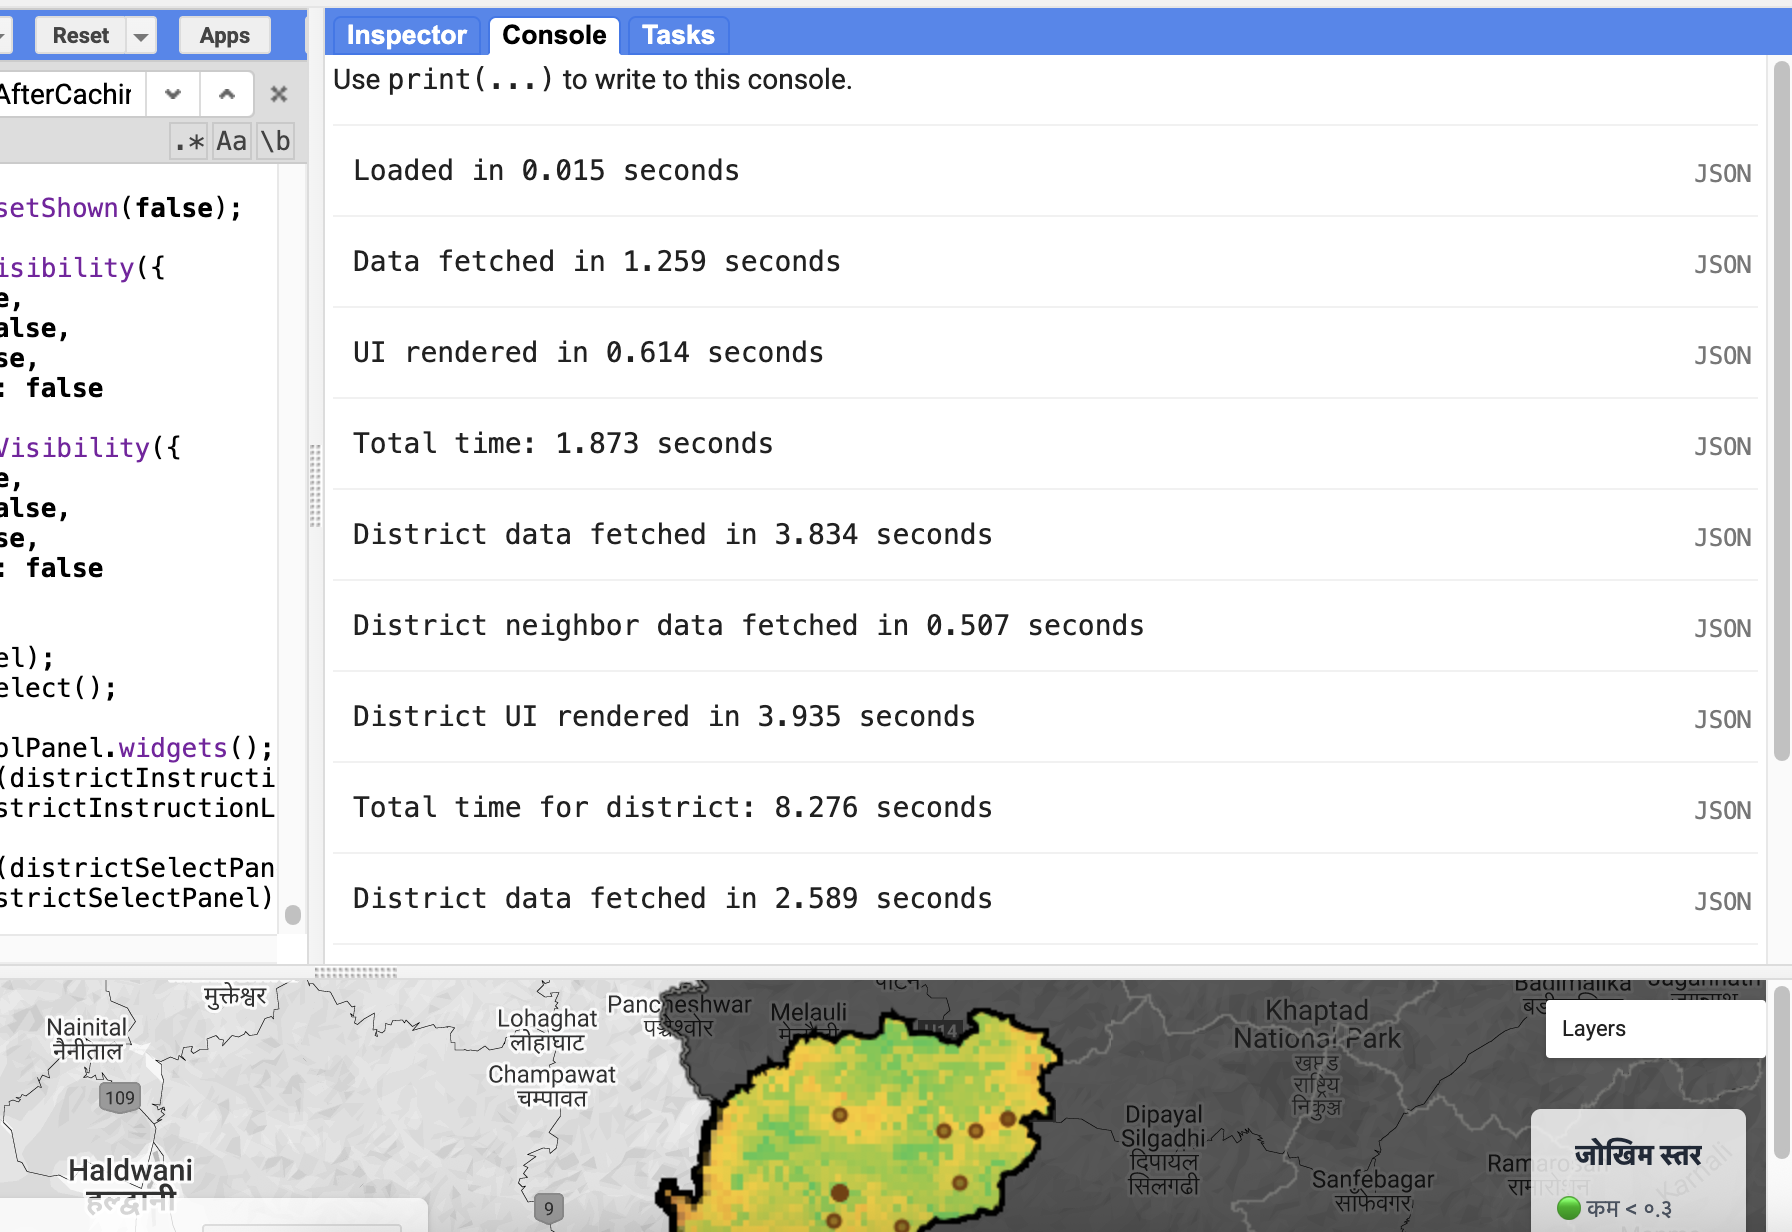 Reset
Apps
AfterCachir
.* Aa \b
setShown(false);
isibility({
e,
alse,
se,
: false
Visibility({
e,
alse,
se,
: false
el);
elect();
olPanel.widgets();
(districtInstructi
strictInstructionL
(districtSelectPan
strictSelectPanel)
Inspector
Console
Tasks
Use print(...) to write to this console.
Loaded in 0.015 seconds
JSON
Data fetched in 1.259 seconds
JSON
UI rendered in 0.614 seconds
JSON
Total time: 1.873 seconds
JSON
District data fetched in 3.834 seconds
JSON
District neighbor data fetched in 0.507 seconds
JSON
District UI rendered in 3.935 seconds
JSON
Total time for district: 8.276 seconds
JSON
District data fetched in 2.589 seconds
JSON
मुक्तेश्वर
Nainital
नैनीताल
109
Haldwani
हल्द्वानी
Lohaghat
लोहाघाट
Champawat
चम्पावत
9
Pancheshwar
पञ्चेश्वोर
Melauli
Khaptad
National Park
खप्तड
राष्ट्रिय
निकुञ्ज
Dipayal
Silgadhi
दिपायल
सिलगढी
Sanfebagar
साँफेवगर
Layers
जोखिम स्तर
कम < ०.३